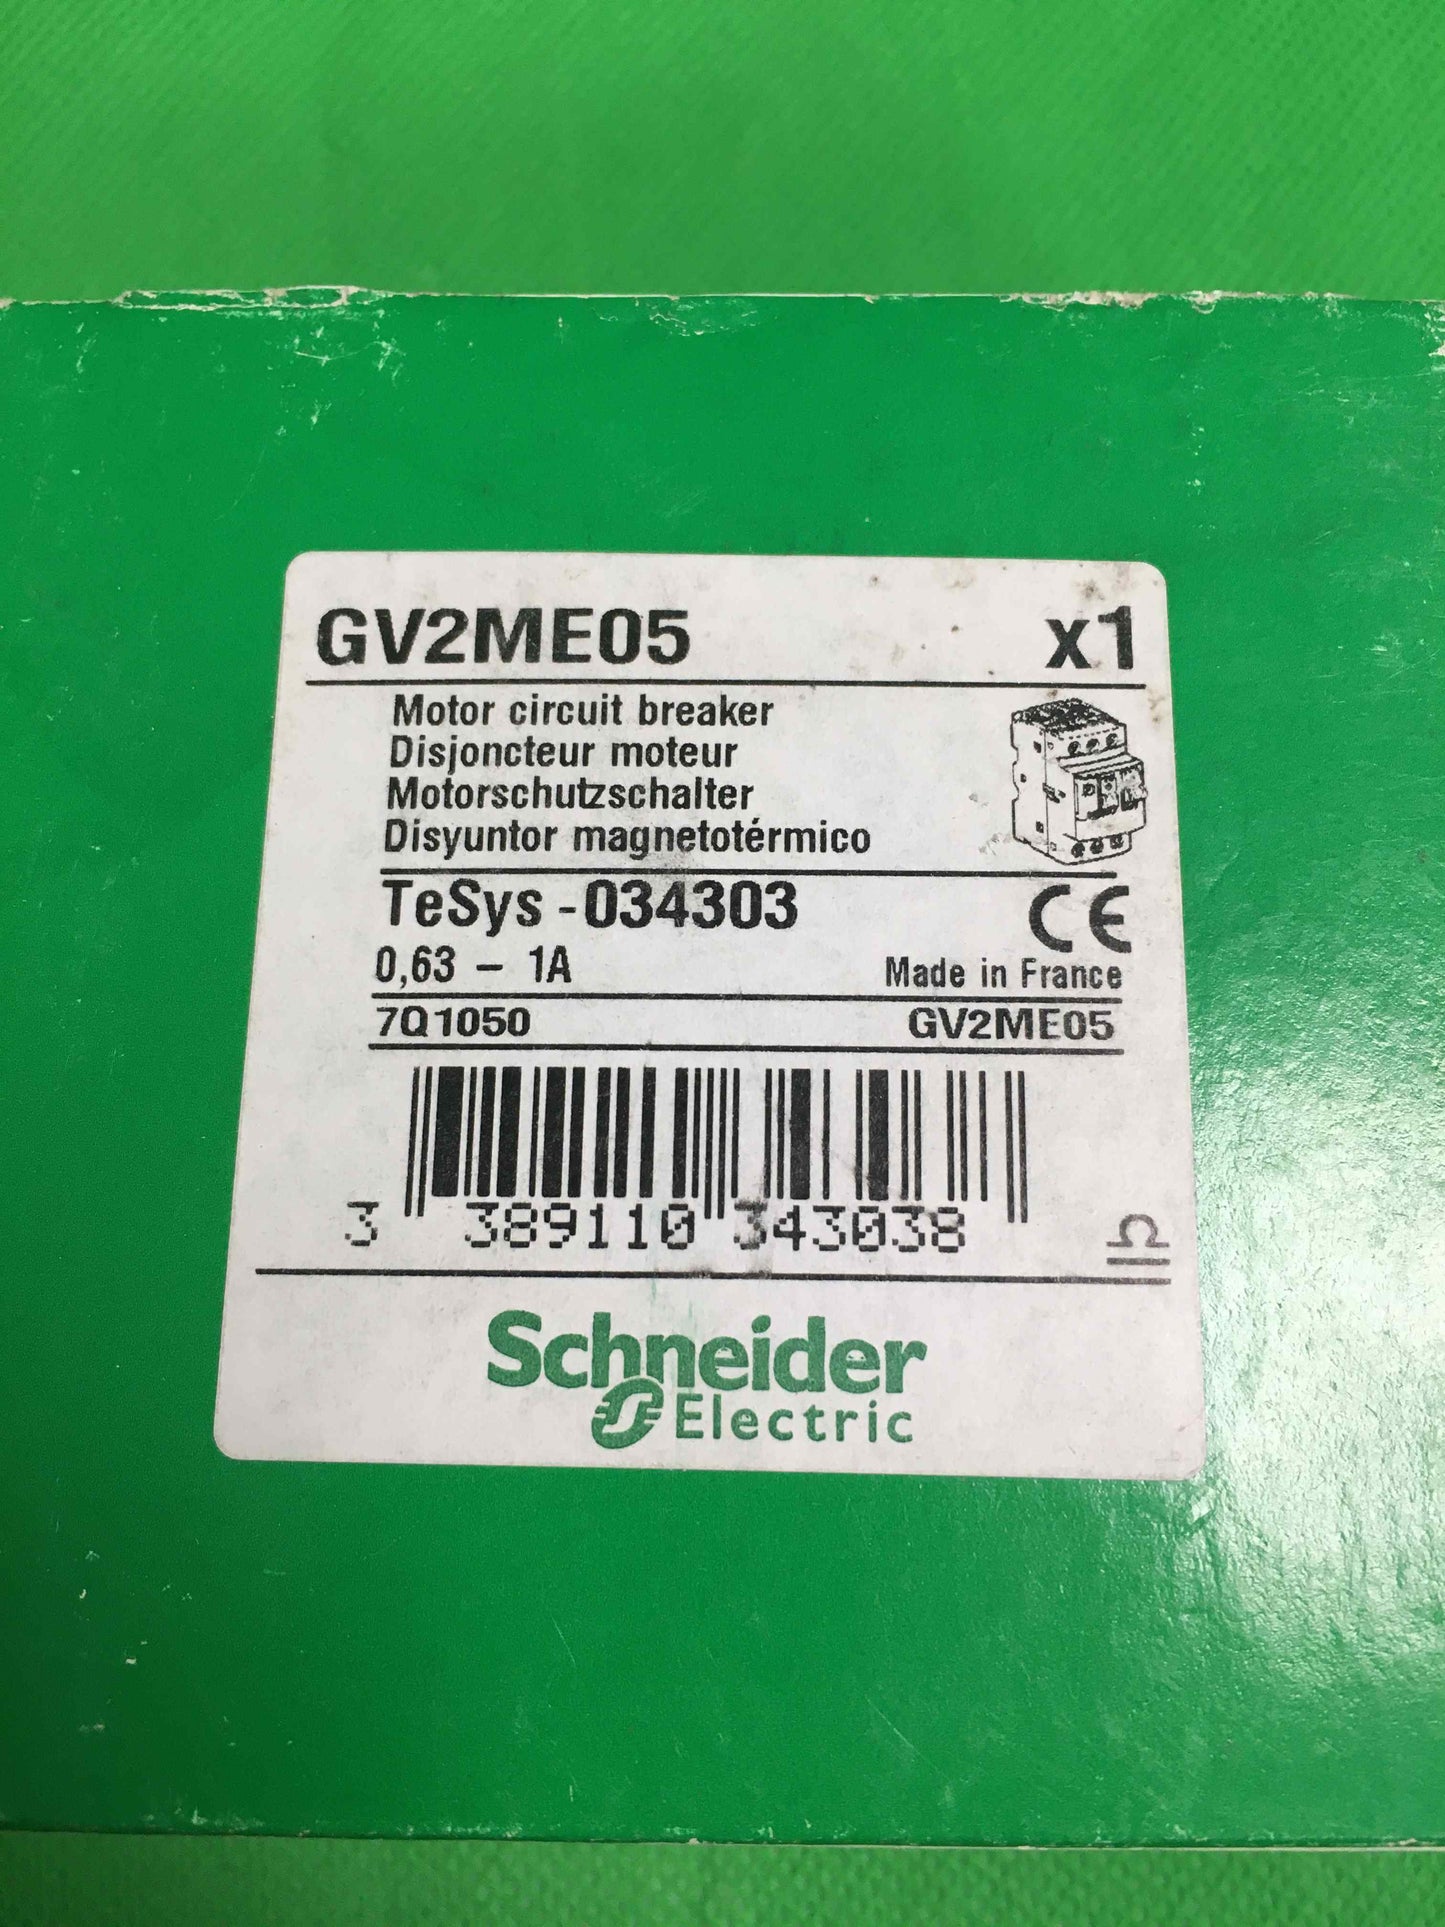 GV2ME05 x1
Motor circuit breaker
Disjoncteur moteur
Motorschutzschalter
Disyuntor magnetotérmico
TeSys - 034303 CE
0,63 - 1A Made in France
7Q1050 GV2ME05
3 389110 343038
Schneider
Electric